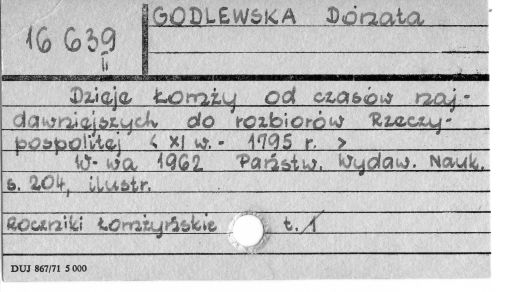 GODLEWSKA Donata
16 639
II
Dzieje Łomży od czasów naj-
dawniejszych do rozbiorów Rzeczy-
pospolitej < XI w. - 1795 r. >
W-wa 1962 Państw. Wydaw. Nauk.
s. 204, ilustr.
Roczniki Łomżyńskie t. 1
DUJ 867/71 5 000